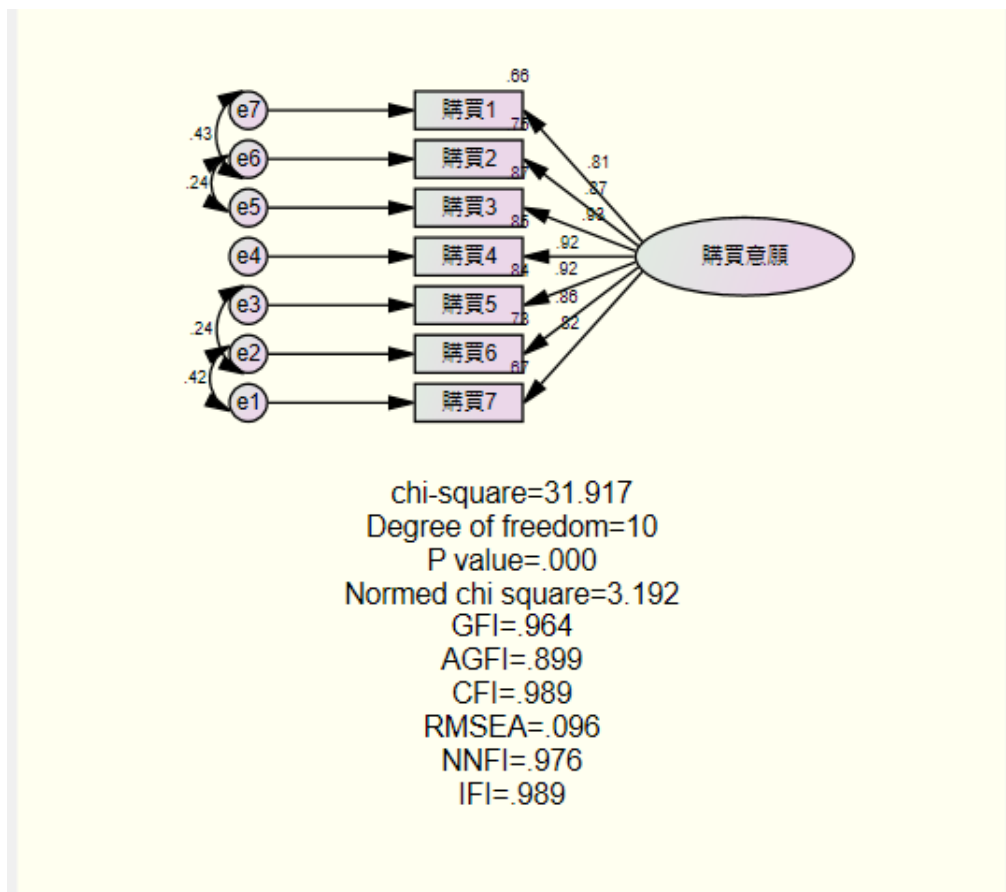 .66
e7
購買1
.75
.43
.81
e6
購買2
.87
.87
.24
e5
購買3
.93
.85
e4
購買4
.92
購買意願
.84
.92
e3
購買5
.86
.73
.24
.82
e2
購買6
.67
.42
e1
購買7
chi-square=31.917
Degree of freedom=10
P value=.000
Normed chi square=3.192
GFI=.964
AGFI=.899
CFI=.989
RMSEA=.096
NNFI=.976
IFI=.989